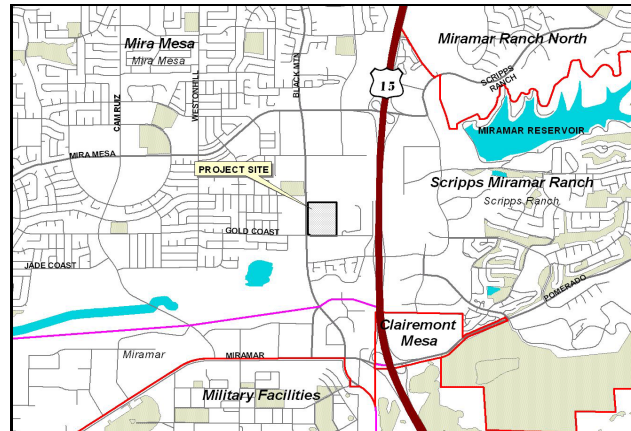 Mira Mesa
Mira Mesa
Miramar Ranch North
BLACK MTN
WESTONHILL
CAM RUIZ
15
SCRIPPS
RANCH
MIRAMAR RESERVOIR
MIRA MESA
PROJECT SITE
Scripps Miramar Ranch
Scripps Ranch
GOLD COAST
JADE COAST
POMERADO
Clairemont
Mesa
Miramar
MIRAMAR
Military Facilities